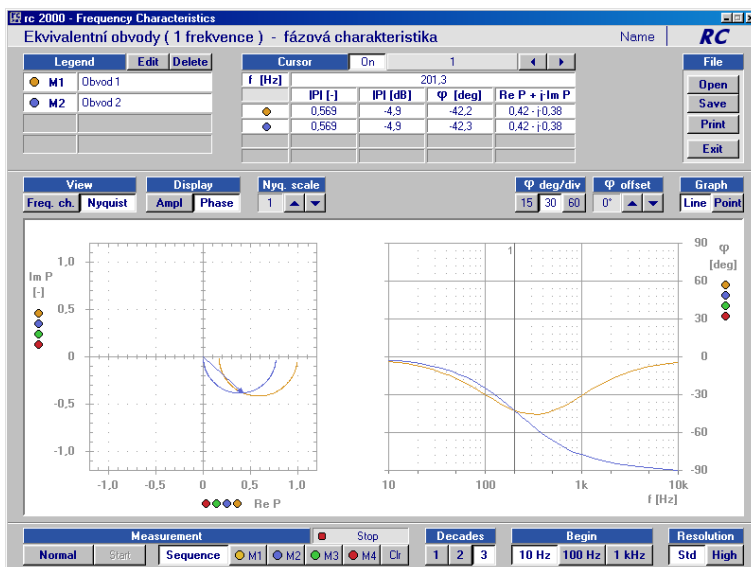 rc 2000 - Frequency Characteristics
Ekvivalentní obvody ( 1 frekvence ) - fázová charakteristika Name RC
Legend Edit Delete
M1 Obvod 1
M2 Obvod 2
Cursor On 1
f [Hz] 201,3
|P| [-] |P| [dB] φ [deg] Re P + j·Im P
0,569 -4,9 -42,2 0,42 - j·0,38
0,569 -4,9 -42,3 0,42 - j·0,38
File
Open
Save
Print
Exit
View Display Nyq. scale φ deg/div φ offset Graph
Freq. ch. Nyquist Ampl Phase 1 15 30 60 0° Line Point
Im P
[-]
1,0
0,5
0
-0,5
-1,0
-1,0 -0,5 0 0,5 1,0
Re P
1
90 φ
[deg]
60
30
0
-30
-60
-90
10 100 1k 10k
f [Hz]
Measurement Stop Decades Begin Resolution
Normal Start Sequence M1 M2 M3 M4 Clr 1 2 3 10 Hz 100 Hz 1 kHz Std High